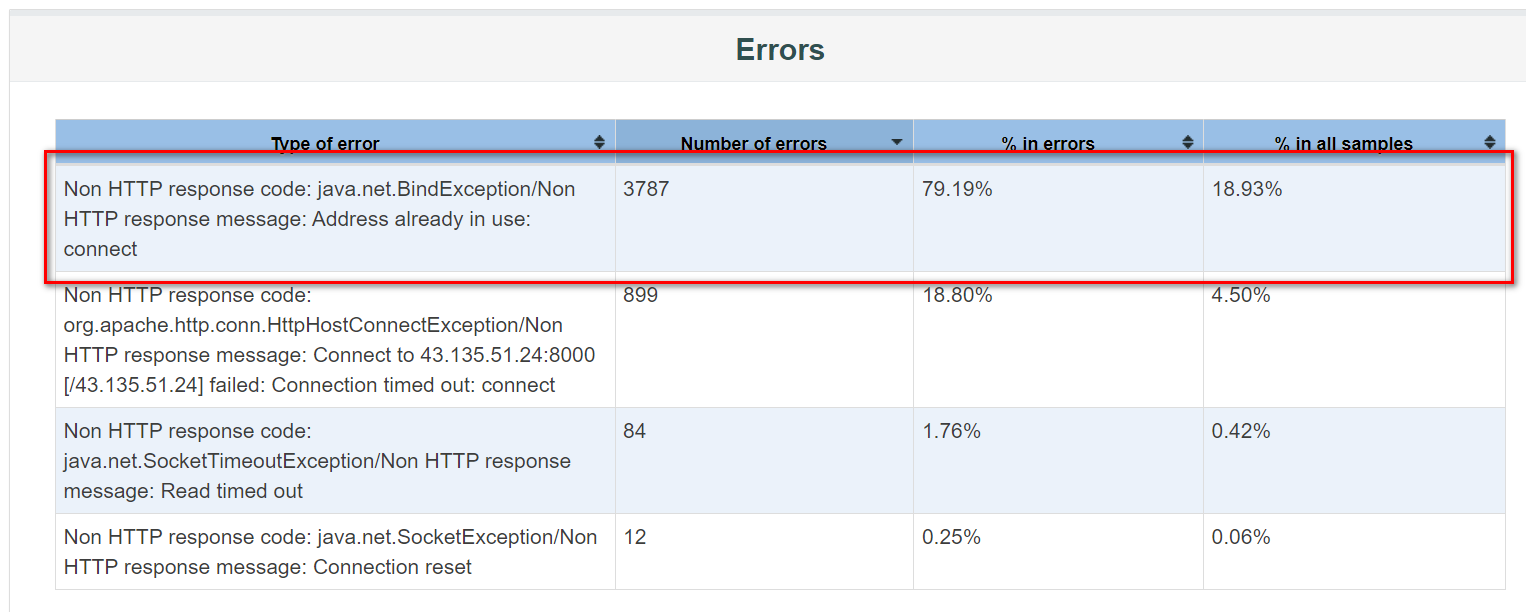 Errors
Type of error Number of errors % in errors % in all samples
Non HTTP response code: java.net.BindException/Non 3787 79.19% 18.93%
HTTP response message: Address already in use:
connect
Non HTTP response code: 899 18.80% 4.50%
org.apache.http.conn.HttpHostConnectException/Non
HTTP response message: Connect to 43.135.51.24:8000
[/43.135.51.24] failed: Connection timed out: connect
Non HTTP response code: 84 1.76% 0.42%
java.net.SocketTimeoutException/Non HTTP response
message: Read timed out
Non HTTP response code: java.net.SocketException/Non 12 0.25% 0.06%
HTTP response message: Connection reset